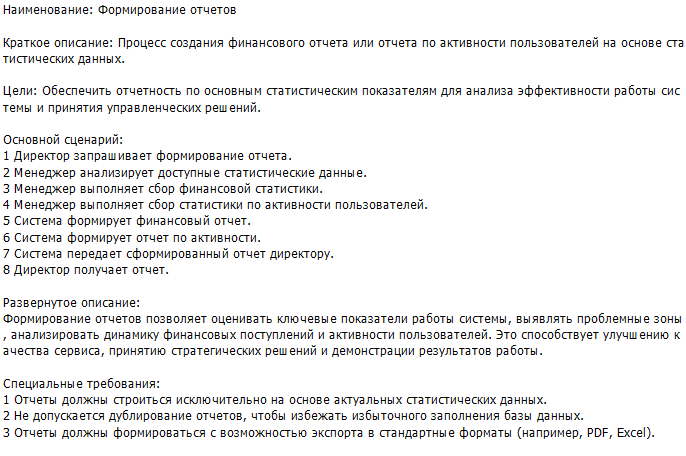 Наименование: Формирование отчетов
Краткое описание: Процесс создания финансового отчета или отчета по активности пользователей на основе ста
тистических данных.
Цели: Обеспечить отчетность по основным статистическим показателям для анализа эффективности работы сис
темы и принятия управленческих решений.
Основной сценарий:
1 Директор запрашивает формирование отчета.
2 Менеджер анализирует доступные статистические данные.
3 Менеджер выполняет сбор финансовой статистики.
4 Менеджер выполняет сбор статистики по активности пользователей.
5 Система формирует финансовый отчет.
6 Система формирует отчет по активности.
7 Система передает сформированный отчет директору.
8 Директор получает отчет.
Развернутое описание:
Формирование отчетов позволяет оценивать ключевые показатели работы системы, выявлять проблемные зоны
, анализировать динамику финансовых поступлений и активности пользователей. Это способствует улучшению к
ачества сервиса, принятию стратегических решений и демонстрации результатов работы.
Специальные требования:
1 Отчеты должны строиться исключительно на основе актуальных статистических данных.
2 Не допускается дублирование отчетов, чтобы избежать избыточного заполнения базы данных.
3 Отчеты должны формироваться с возможностью экспорта в стандартные форматы (например, PDF, Excel).